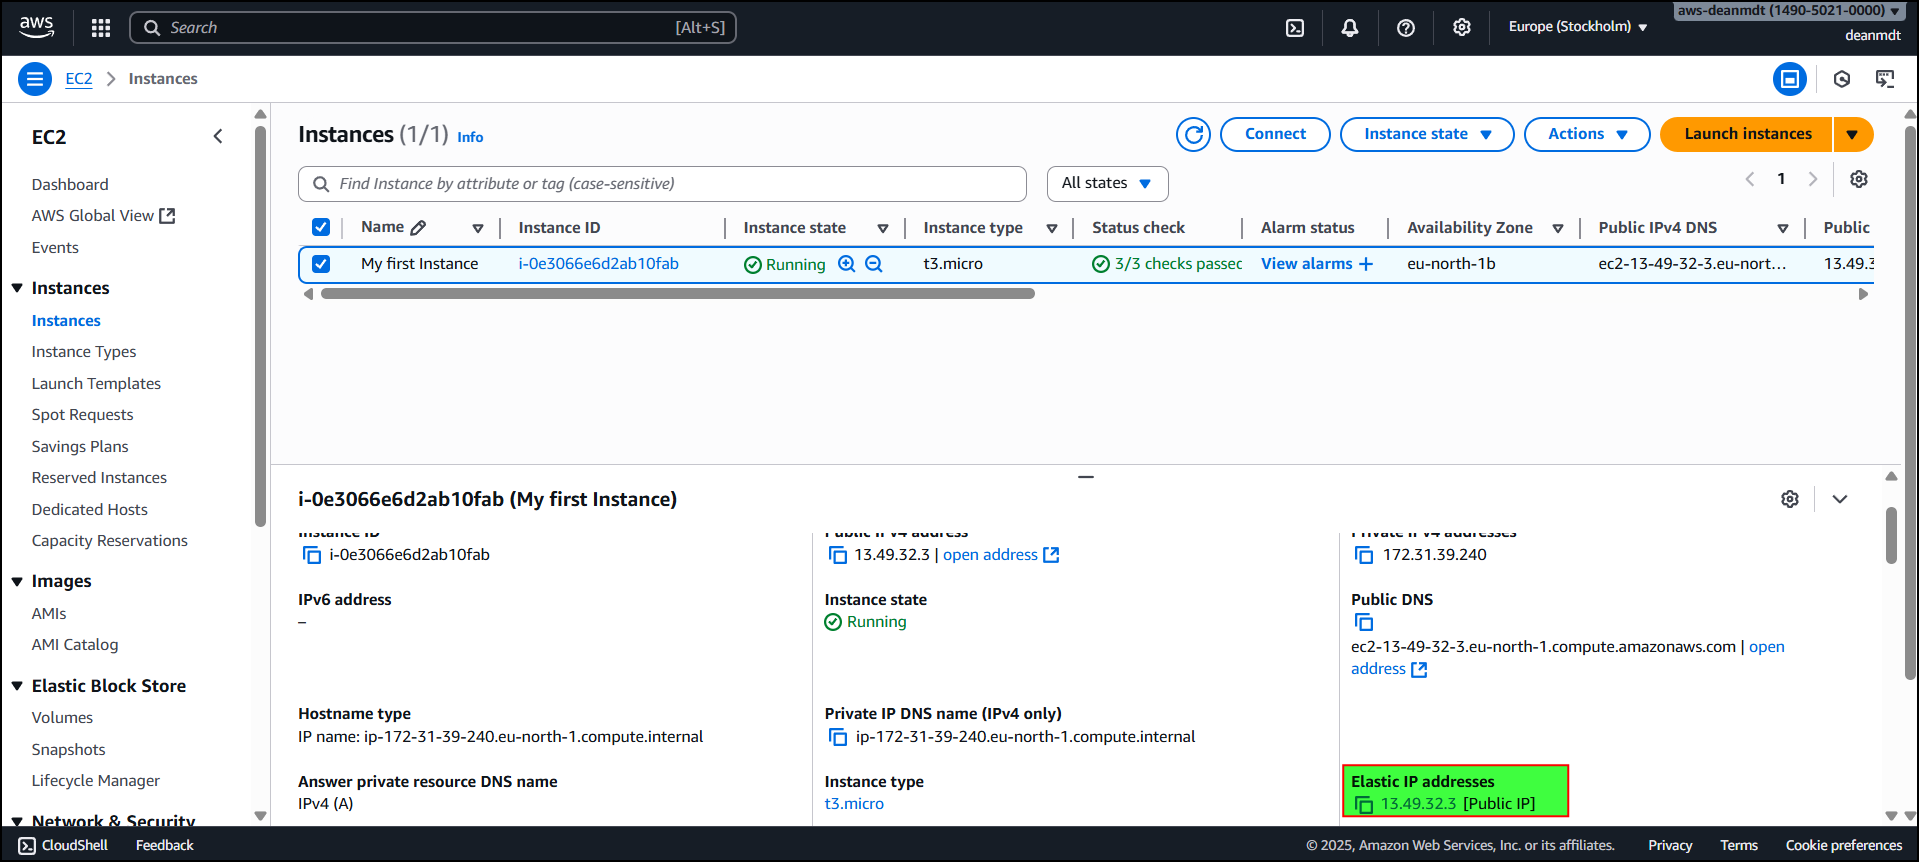 aws
Search [Alt+S]
Europe (Stockholm)
aws-deanmdt (1490-5021-0000)
deanmdt
EC2 Instances
EC2
Dashboard
AWS Global View
Events
Instances
Instances
Instance Types
Launch Templates
Spot Requests
Savings Plans
Reserved Instances
Dedicated Hosts
Capacity Reservations
Images
AMIs
AMI Catalog
Elastic Block Store
Volumes
Snapshots
Lifecycle Manager
Network & Security
Instances (1/1) Info
Connect
Instance state
Actions
Launch instances
Find Instance by attribute or tag (case-sensitive)
All states
1
Name Instance ID Instance state Instance type Status check Alarm status Availability Zone Public IPv4 DNS Public
My first Instance i-0e3066e6d2ab10fab Running t3.micro 3/3 checks passec View alarms + eu-north-1b ec2-13-49-32-3.eu-nort... 13.49.3
i-0e3066e6d2ab10fab (My first Instance)
Instance ID
i-0e3066e6d2ab10fab
Public IPv4 address
13.49.32.3 | open address
Private IPv4 addresses
172.31.39.240
IPv6 address
–
Instance state
Running
Public DNS
ec2-13-49-32-3.eu-north-1.compute.amazonaws.com | open
address
Hostname type
IP name: ip-172-31-39-240.eu-north-1.compute.internal
Private IP DNS name (IPv4 only)
ip-172-31-39-240.eu-north-1.compute.internal
Answer private resource DNS name
IPv4 (A)
Instance type
t3.micro
Elastic IP addresses
13.49.32.3 [Public IP]
CloudShell Feedback © 2025, Amazon Web Services, Inc. or its affiliates. Privacy Terms Cookie preferences